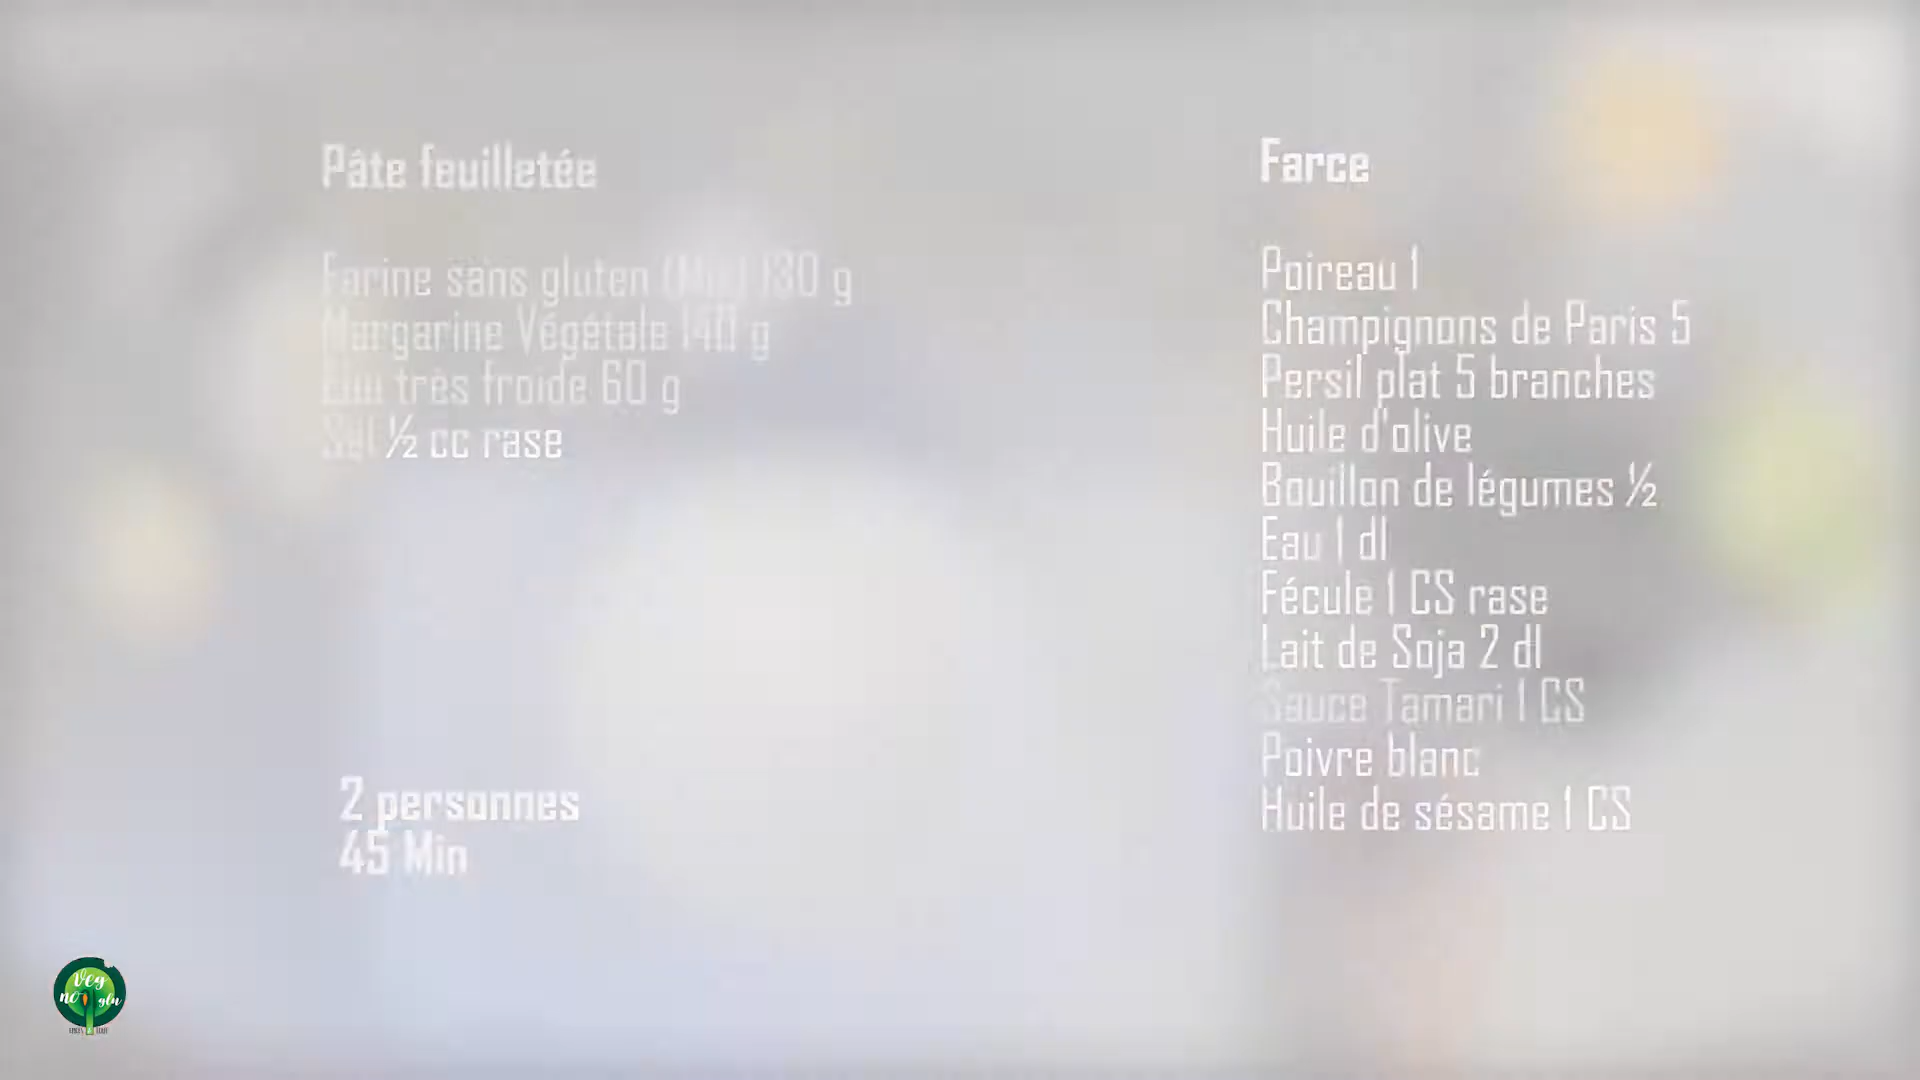 Pâte feuilletée
Farine sans gluten 130 g
Margarine Végétale 140 g
Eau très froide 60 g
Sel ½ cc rase
2 personnes
45 Min
Farce
Poireau 1
Champignons de Paris 5
Persil plat 5 branches
Huile d'olive
Bouillon de légumes ½
Eau 1 dl
Fécule 1 CS rase
Lait de Soja 2 dl
Sauce Tamari 1 CS
Poivre blanc
Huile de sésame 1 CS
Veg
no gln